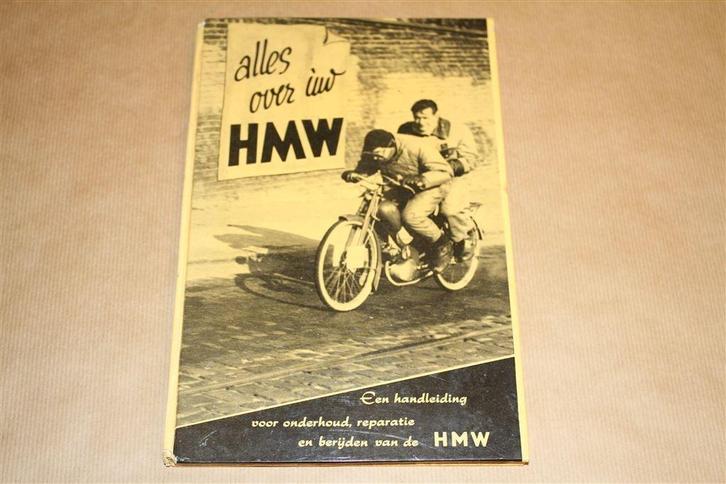 alles
over uw
HMW
Een handleiding
voor onderhoud, reparatie
en berijden van de HMW